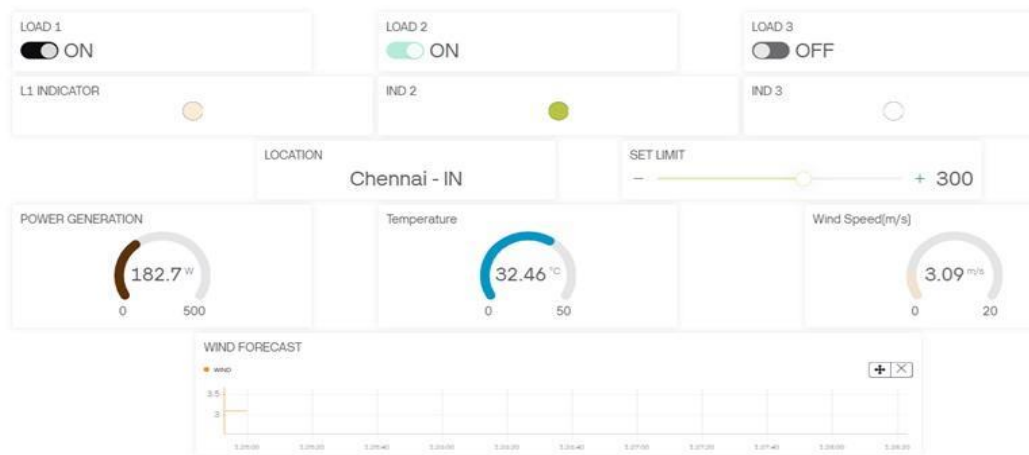 LOAD 1
ON
LOAD 2
ON
LOAD 3
OFF
L1 INDICATOR
IND 2
IND 3
LOCATION
Chennai - IN
SET LIMIT
− + 300
POWER GENERATION
182.7 W
0 500
Temperature
32.46 °C
0 50
Wind Speed(m/s)
3.09 m/s
0 20
WIND FORECAST
WIND
3.5
3